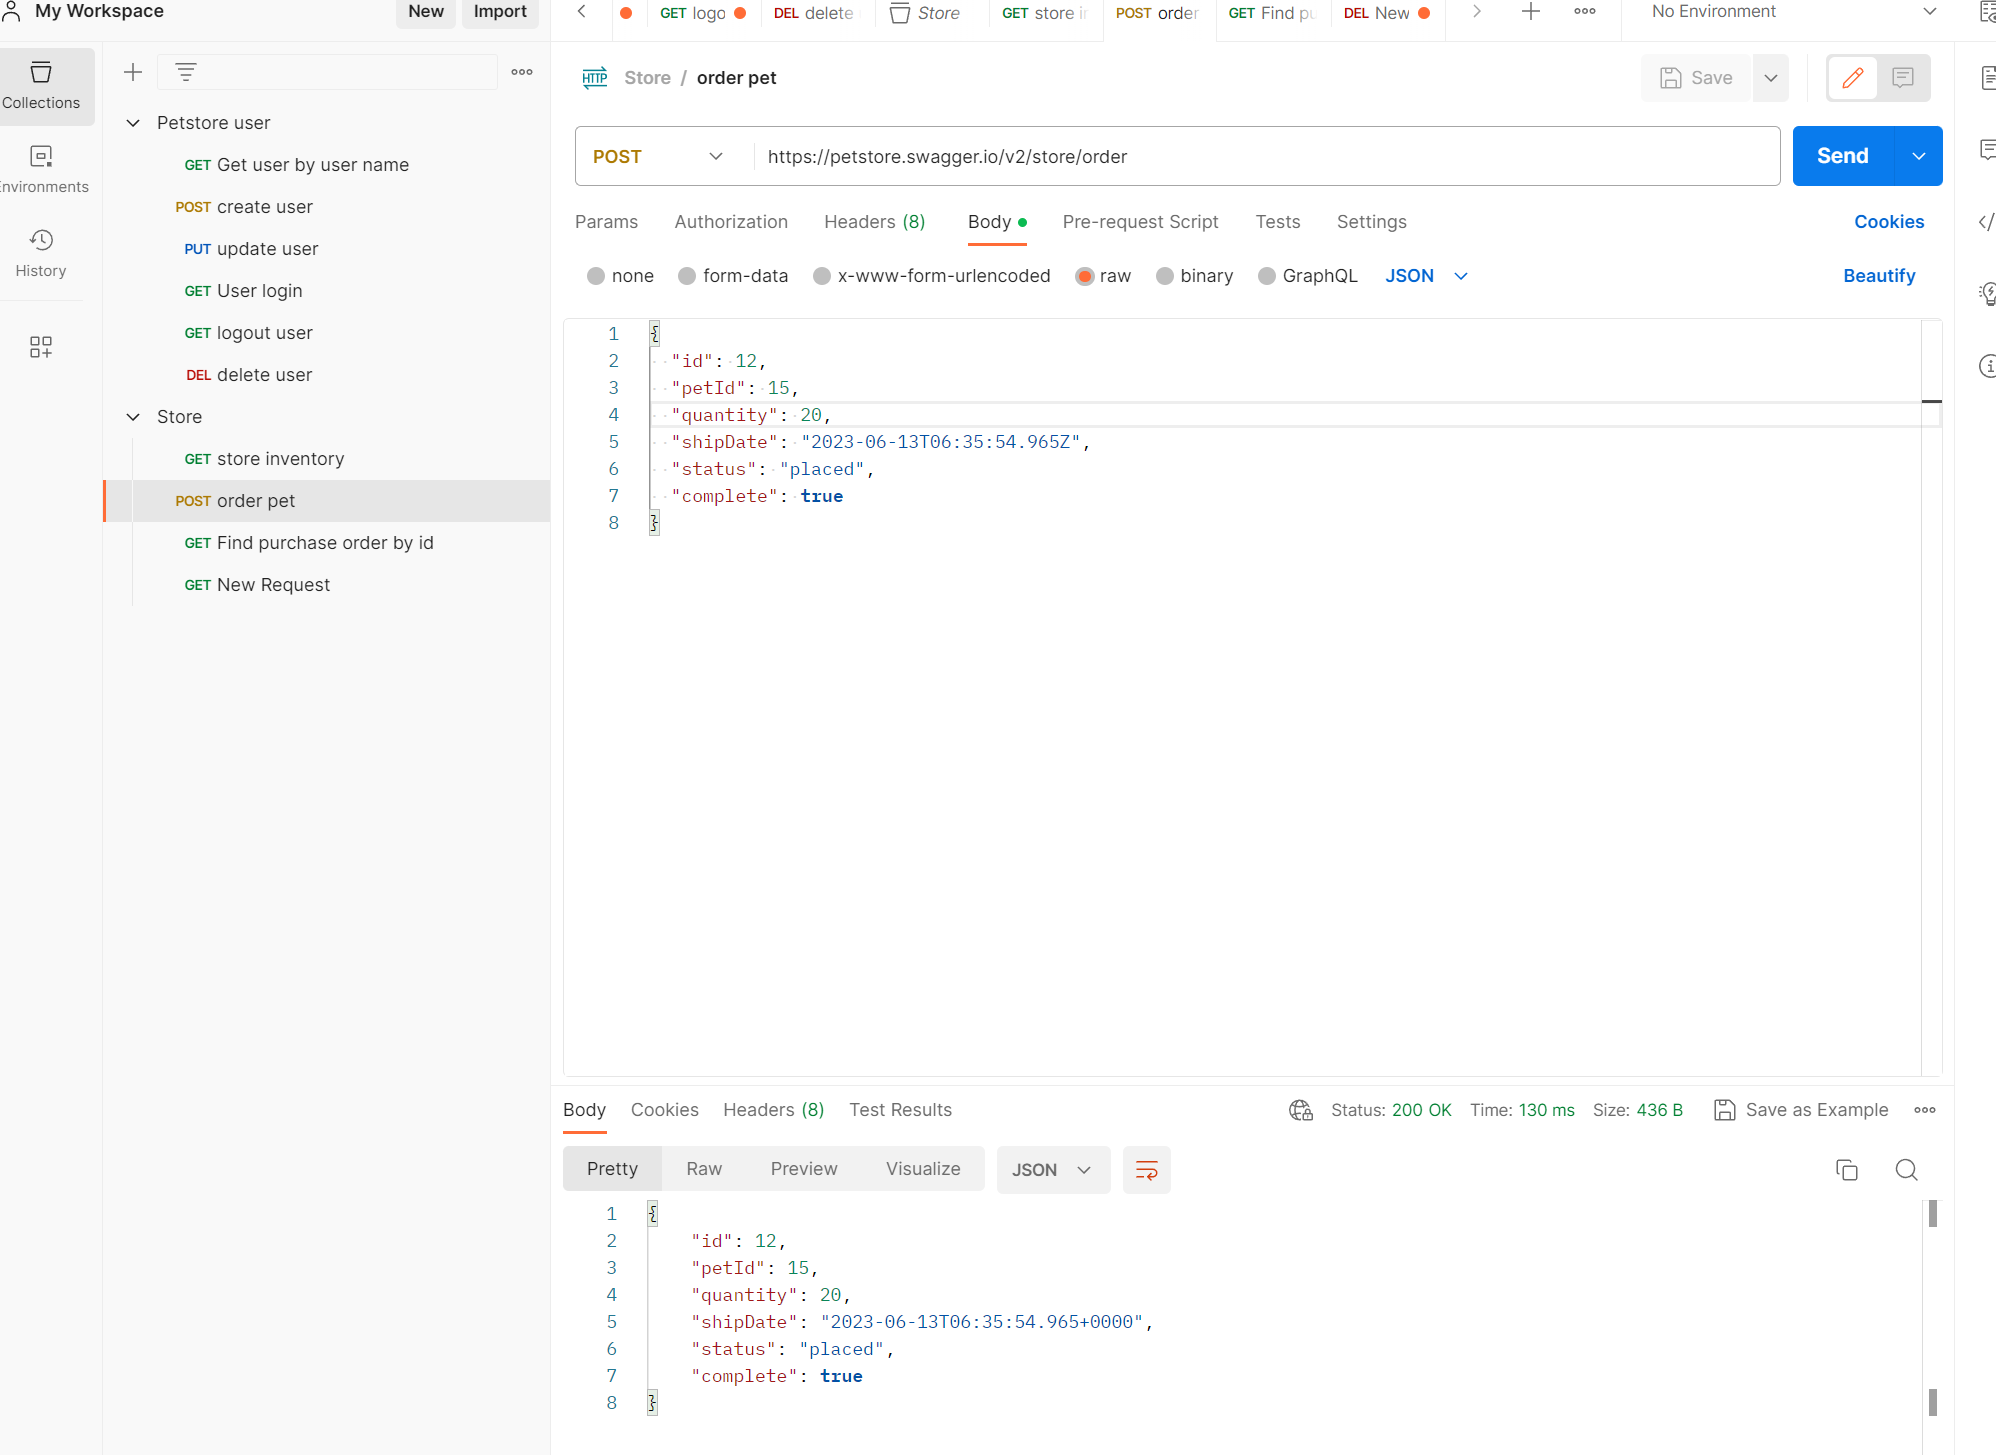 My Workspace
New
Import
GET logo
DEL delete
Store
GET store
POST order
GET Find
DEL New
No Environment
Collections
Environments
History
Petstore user
GET Get user by user name
POST create user
PUT update user
GET User login
GET logout user
DEL delete user
Store
GET store inventory
POST order pet
GET Find purchase order by id
GET New Request
HTTP Store / order pet
Save
POST
https://petstore.swagger.io/v2/store/order
Send
Params Authorization Headers (8) Body Pre-request Script Tests Settings Cookies
none form-data x-www-form-urlencoded raw binary GraphQL JSON Beautify
1 {
2 "id": 12,
3 "petId": 15,
4 "quantity": 20,
5 "shipDate": "2023-06-13T06:35:54.965Z",
6 "status": "placed",
7 "complete": true
8 }
Body Cookies Headers (8) Test Results Status: 200 OK Time: 130 ms Size: 436 B Save as Example
Pretty Raw Preview Visualize JSON
1 {
2 "id": 12,
3 "petId": 15,
4 "quantity": 20,
5 "shipDate": "2023-06-13T06:35:54.965+0000",
6 "status": "placed",
7 "complete": true
8 }